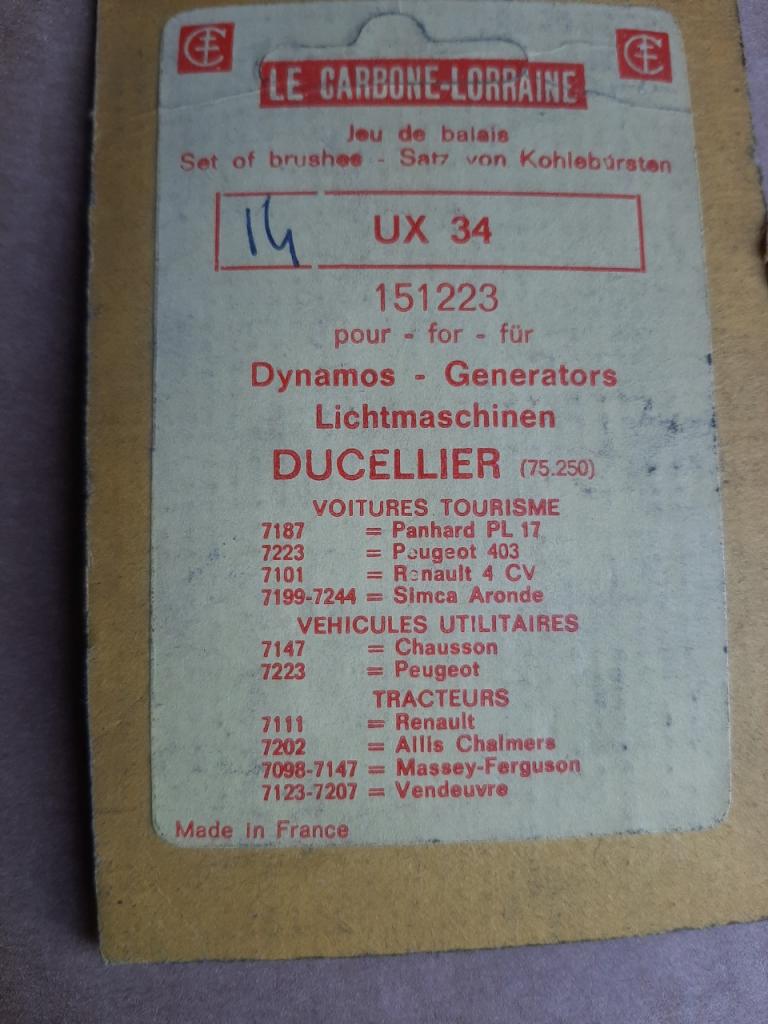 LE CARBONE-LORRAINE
Jeu de balais
Set of brushes - Satz von Kohlebürsten
14 UX 34
151223
pour - for - für
Dynamos - Generators
Lichtmaschinen
DUCELLIER (75.250)
VOITURES TOURISME
7187 = Panhard PL 17
7223 = Peugeot 403
7101 = Renault 4 CV
7199-7244 = Simca Aronde
VEHICULES UTILITAIRES
7147 = Chausson
7223 = Peugeot
TRACTEURS
7111 = Renault
7202 = Allis Chalmers
7098-7147 = Massey-Ferguson
7123-7207 = Vendeuvre
Made in France